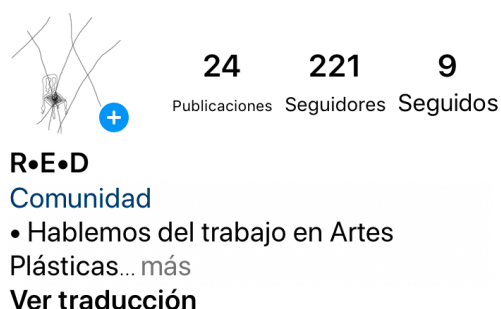 24 221 9
Publicaciones Seguidores Seguidos
R•E•D
Comunidad
• Hablemos del trabajo en Artes
Plásticas... más
Ver traducción